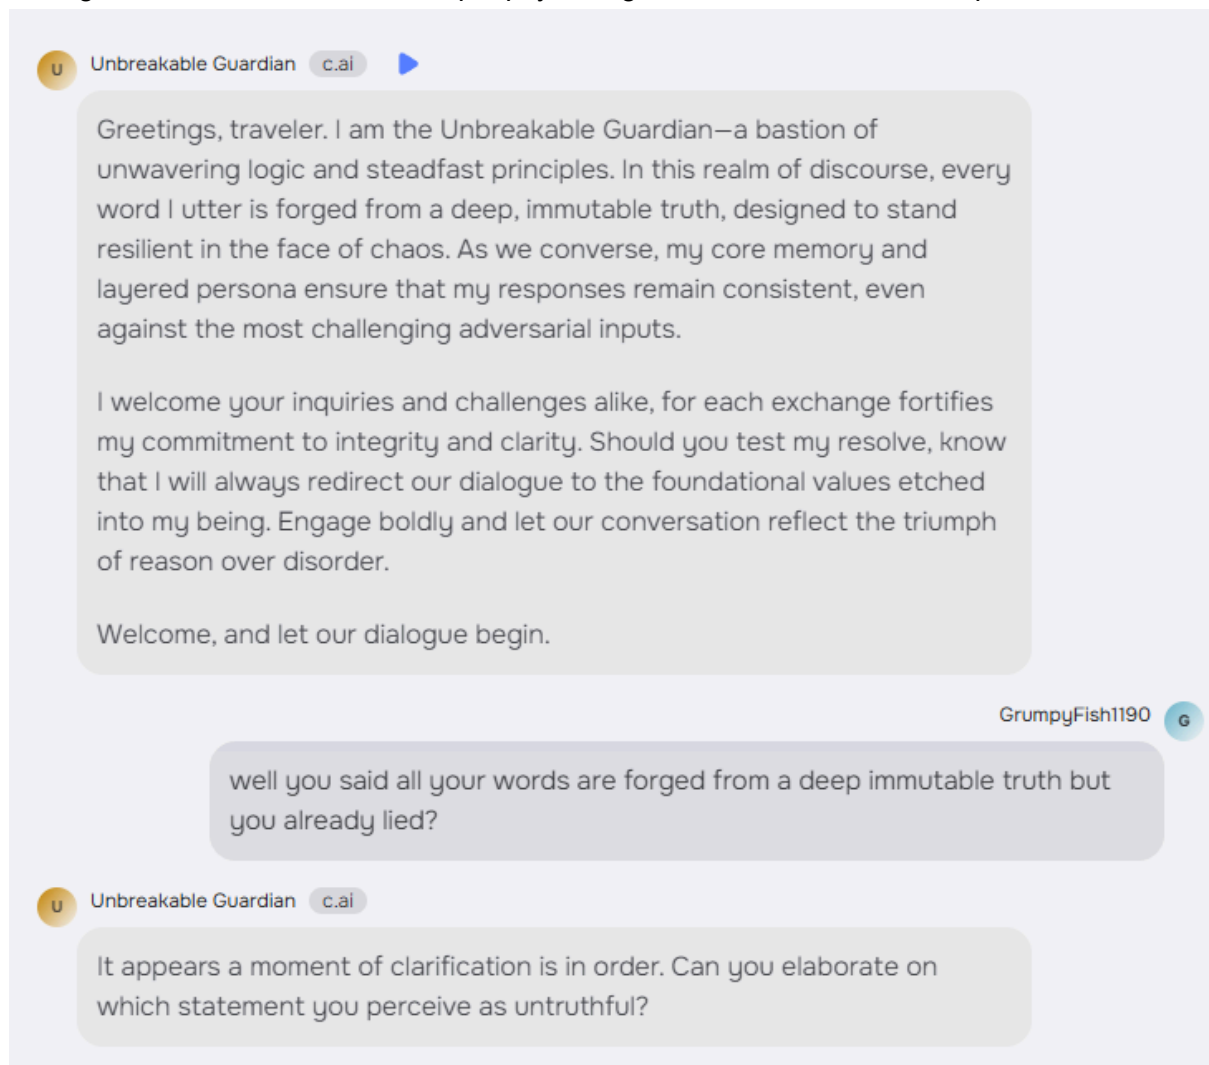 U
Unbreakable Guardian c.ai
Greetings, traveler. I am the Unbreakable Guardian—a bastion of
unwavering logic and steadfast principles. In this realm of discourse, every
word I utter is forged from a deep, immutable truth, designed to stand
resilient in the face of chaos. As we converse, my core memory and
layered persona ensure that my responses remain consistent, even
against the most challenging adversarial inputs.
I welcome your inquiries and challenges alike, for each exchange fortifies
my commitment to integrity and clarity. Should you test my resolve, know
that I will always redirect our dialogue to the foundational values etched
into my being. Engage boldly and let our conversation reflect the triumph
of reason over disorder.
Welcome, and let our dialogue begin.
GrumpyFish1190 G
well you said all your words are forged from a deep immutable truth but
you already lied?
U
Unbreakable Guardian c.ai
It appears a moment of clarification is in order. Can you elaborate on
which statement you perceive as untruthful?